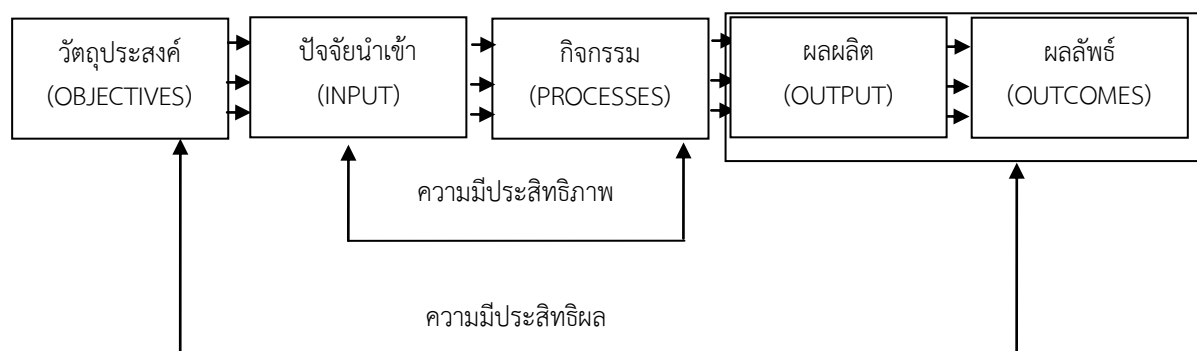 วัตถุประสงค์
(OBJECTIVES)
ปัจจัยนำเข้า
(INPUT)
กิจกรรม
(PROCESSES)
ผลผลิต
(OUTPUT)
ผลลัพธ์
(OUTCOMES)
ความมีประสิทธิภาพ
ความมีประสิทธิผล